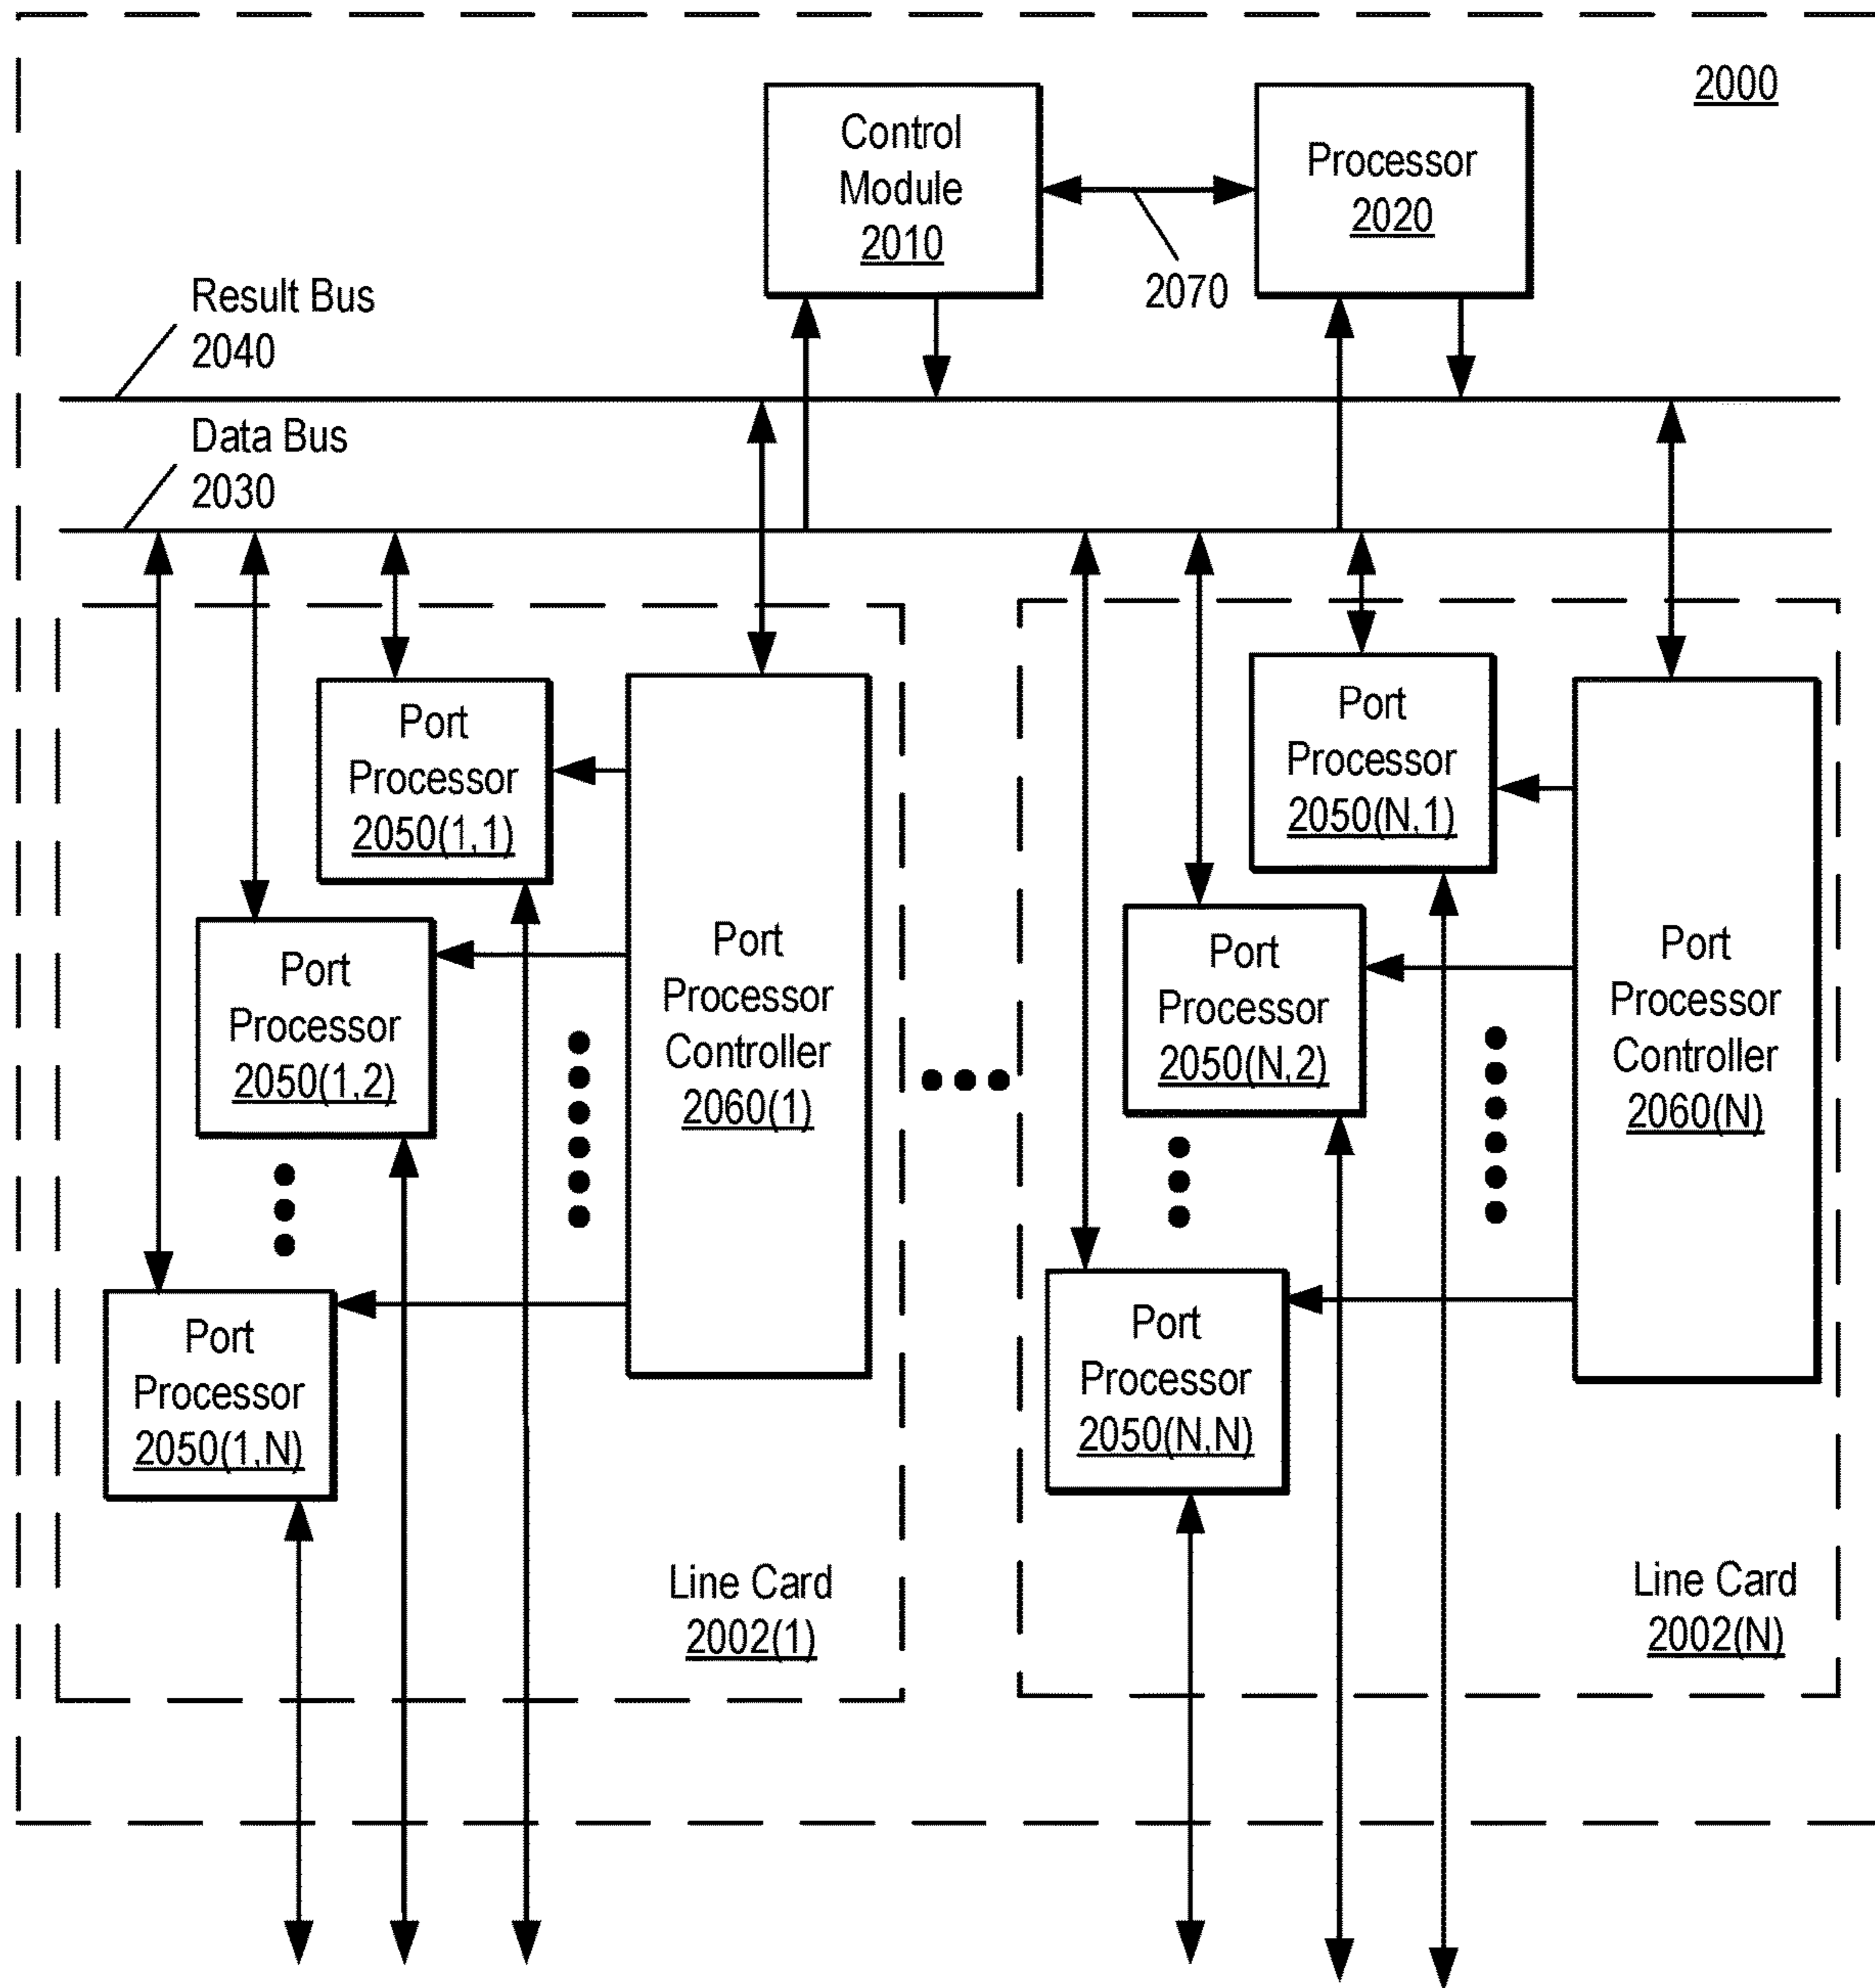 2000
Control
Module
2010
Processor
2020
2070
Result Bus
2040
Data Bus
2030
Port
Processor
2050(1,1)
Port
Processor
2050(1,2)
Port
Processor
2050(1,N)
Port
Processor
Controller
2060(1)
Line Card
2002(1)
Port
Processor
2050(N,1)
Port
Processor
2050(N,2)
Port
Processor
2050(N,N)
Port
Processor
Controller
2060(N)
Line Card
2002(N)